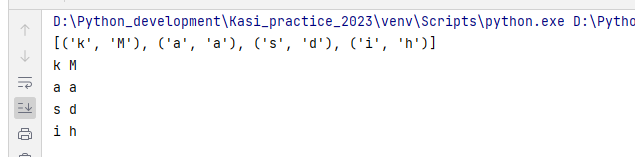 D:\Python_development\Kasi_practice_2023\venv\Scripts\python.exe D:\Pytho
[('k', 'M'), ('a', 'a'), ('s', 'd'), ('i', 'h')]
k M
a a
s d
i h